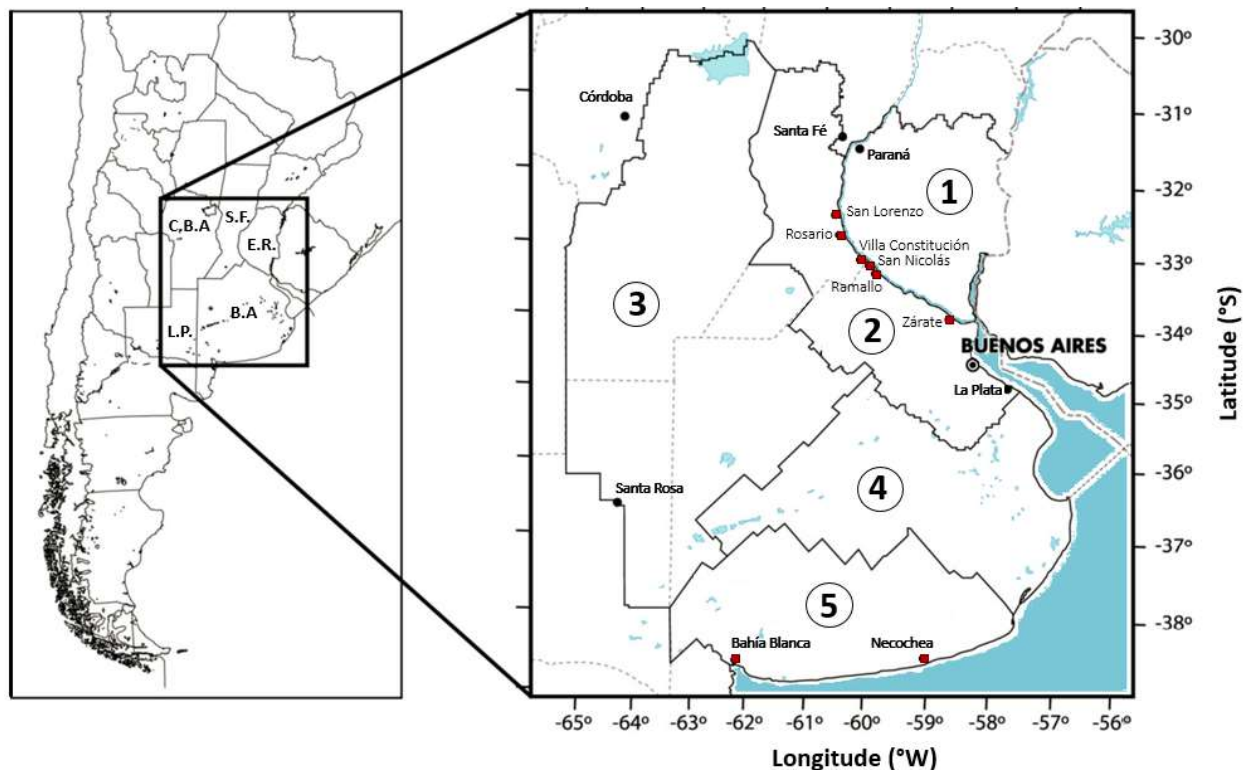 C,B.A
S.F.
E.R.
B.A
L.P.
Córdoba
Santa Fé
Paraná
1
San Lorenzo
Rosario
Villa Constitución
San Nicolás
Ramallo
3
2
Zárate
BUENOS AIRES
La Plata
4
Santa Rosa
5
Bahía Blanca
Necochea
-30º
-31º
-32º
-33º
-34º
-35º
-36º
-37º
-38º
Latitude (°S)
-65º -64º -63º -62º -61º -60º -59º -58º -57º -56º
Longitude (°W)